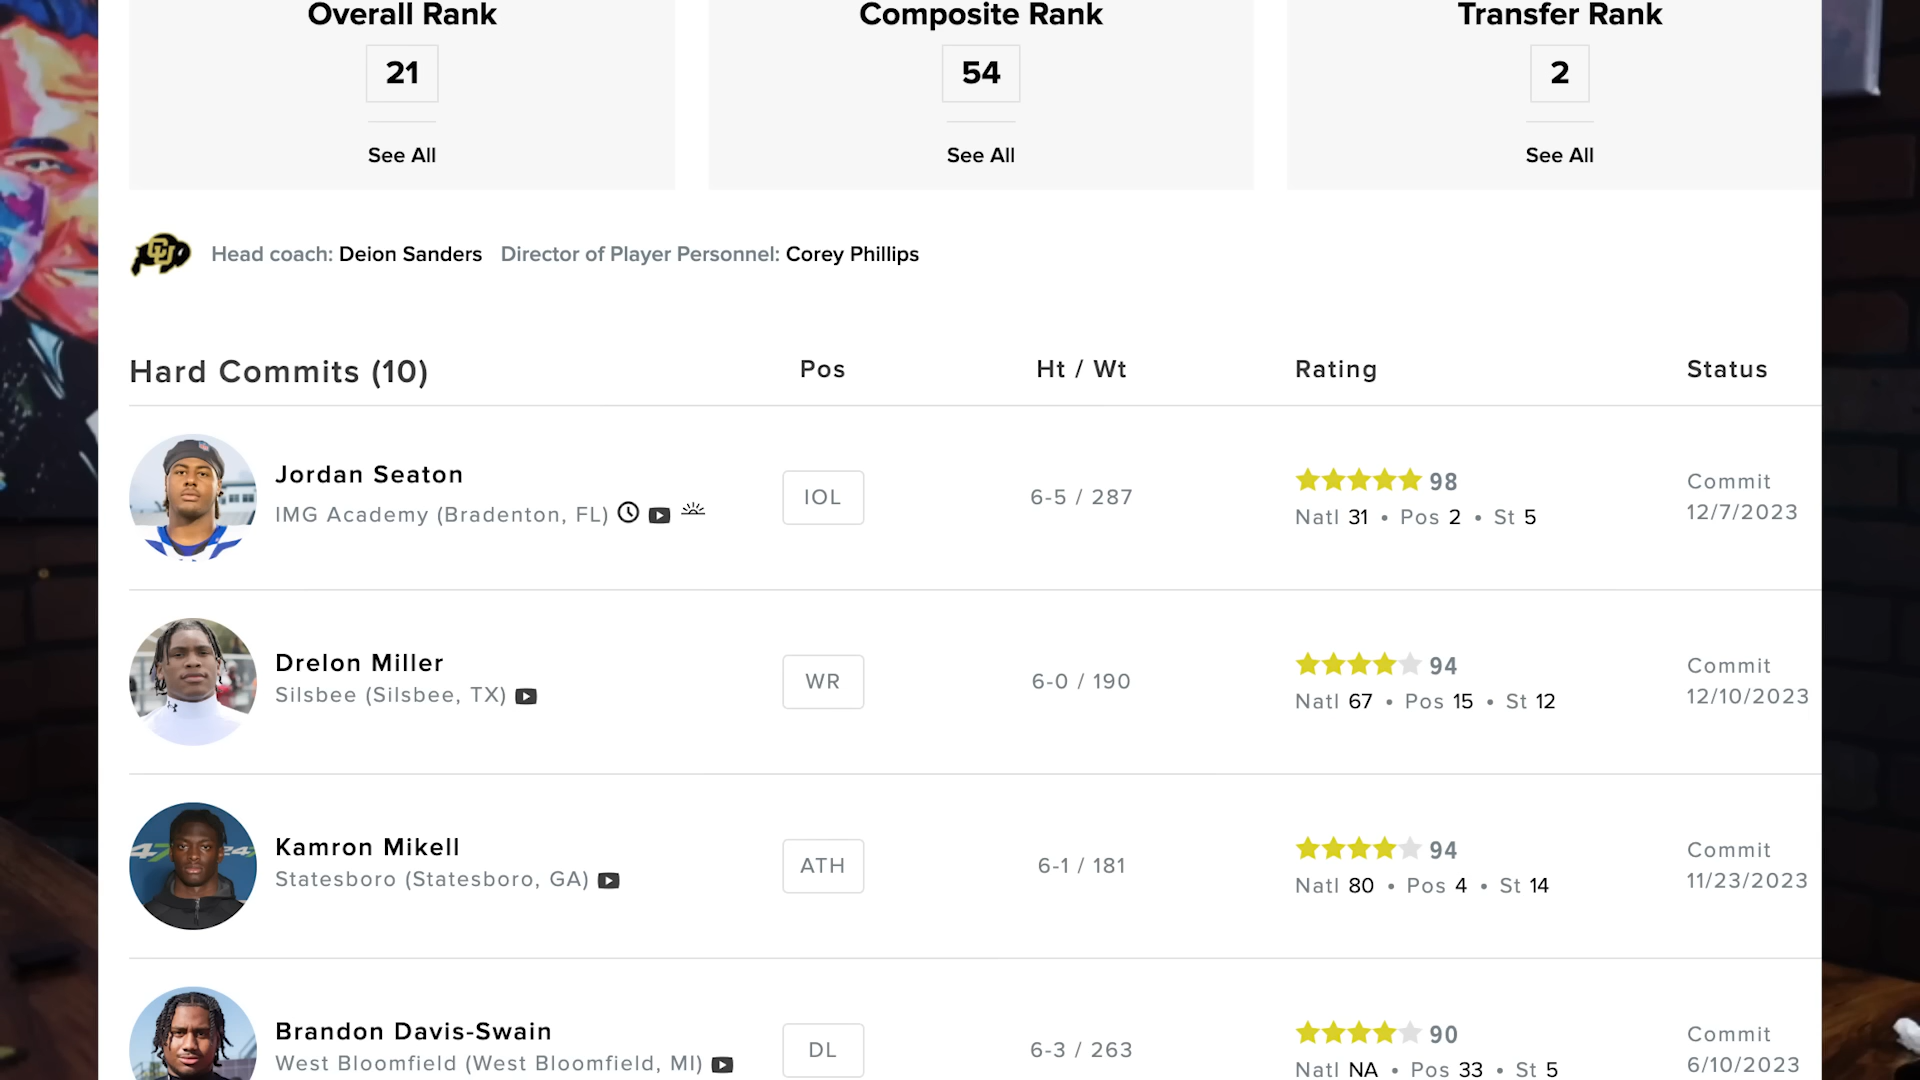 Overall Rank
Composite Rank
Transfer Rank
21
54
2
See All
See All
See All
CU
Head coach: Deion Sanders Director of Player Personnel: Corey Phillips
Hard Commits (10) Pos Ht / Wt Rating Status
Jordan Seaton
IMG Academy (Bradenton, FL)
IOL
6-5 / 287
98
Natl 31 • Pos 2 • St 5
Commit
12/7/2023
Drelon Miller
Silsbee (Silsbee, TX)
WR
6-0 / 190
94
Natl 67 • Pos 15 • St 12
Commit
12/10/2023
Kamron Mikell
Statesboro (Statesboro, GA)
ATH
6-1 / 181
94
Natl 80 • Pos 4 • St 14
Commit
11/23/2023
Brandon Davis-Swain
West Bloomfield (West Bloomfield, MI)
DL
6-3 / 263
90
Natl NA • Pos 33 • St 5
Commit
6/10/2023